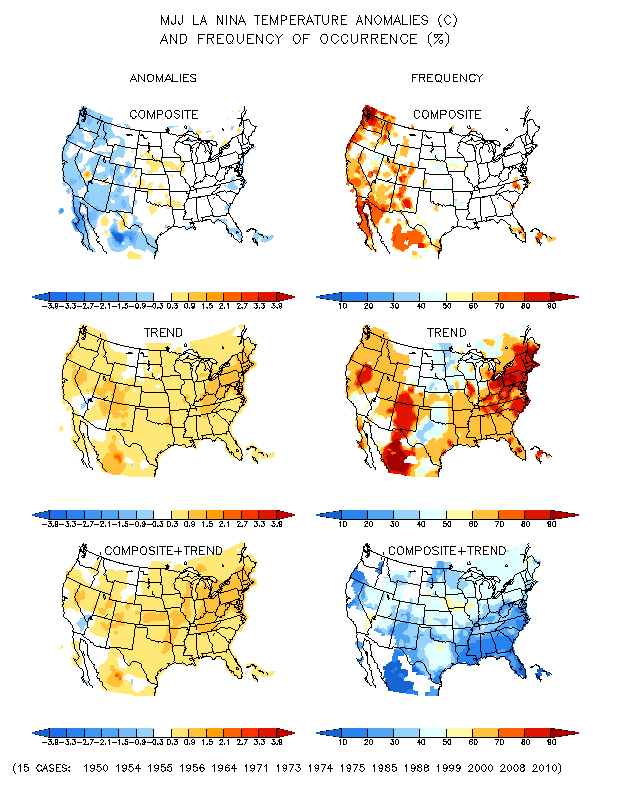 MJJ LA NINA TEMPERATURE ANOMALIES (C)
AND FREQUENCY OF OCCURRENCE (%)
ANOMALIES FREQUENCY
COMPOSITE COMPOSITE
-3.9 -3.3 -2.7 -2.1 -1.5 -0.9 -0.3 0.3 0.9 1.5 2.1 2.7 3.3 3.9 10 20 30 40 50 60 70 80 90
TREND TREND
-3.9 -3.3 -2.7 -2.1 -1.5 -0.9 -0.3 0.3 0.9 1.5 2.1 2.7 3.3 3.9 10 20 30 40 50 60 70 80 90
COMPOSITE+TREND COMPOSITE+TREND
-3.9 -3.3 -2.7 -2.1 -1.5 -0.9 -0.3 0.3 0.9 1.5 2.1 2.7 3.3 3.9 10 20 30 40 50 60 70 80 90
(15 CASES: 1950 1954 1955 1956 1964 1971 1973 1974 1975 1985 1988 1999 2000 2008 2010)